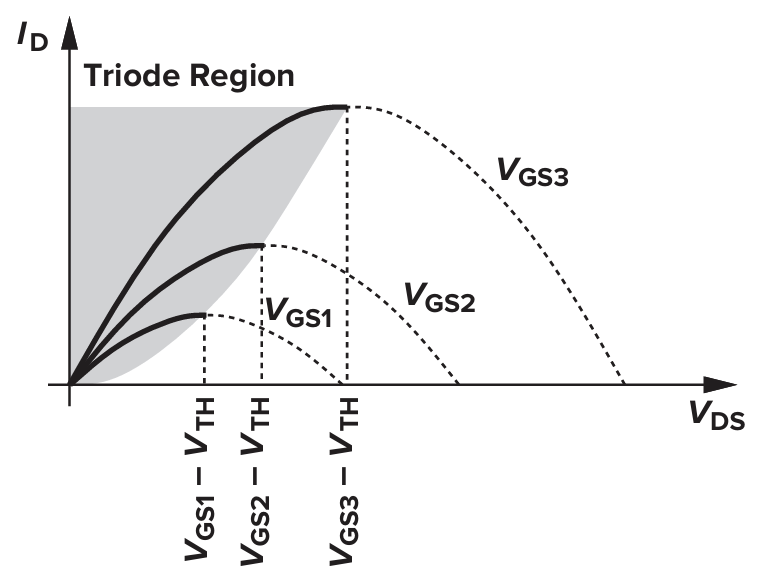 I_D
Triode Region
V_GS3
V_GS2
V_GS1
V_DS
V_GS1 – V_TH
V_GS2 – V_TH
V_GS3 – V_TH